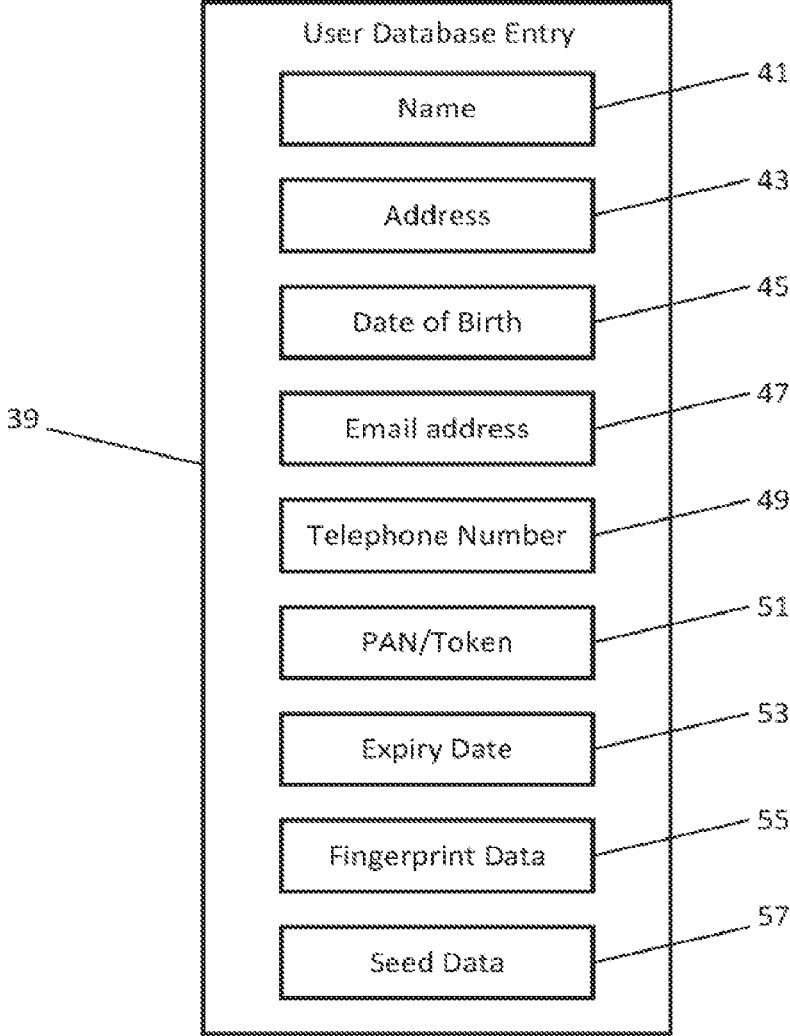 User Database Entry
Name
41
Address
43
Date of Birth
45
Email address
47
39
Telephone Number
49
PAN/Token
51
Expiry Date
53
Fingerprint Data
55
Seed Data
57